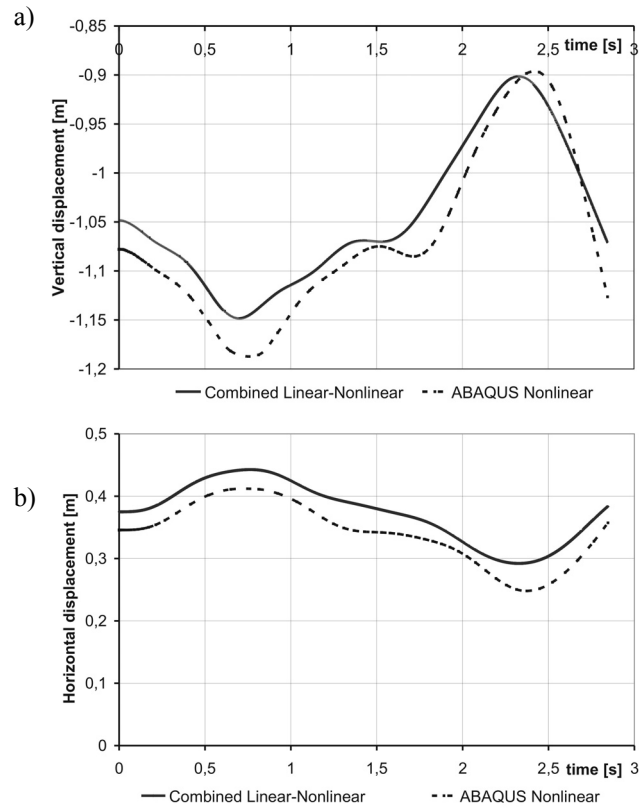 a)
-0,85
0 0,5 1 1,5 2 2,5 time [s] 3
-0,9
-0,95
-1
-1,05
-1,1
-1,15
-1,2
Vertical displacement [m]
Combined Linear-Nonlinear ABAQUS Nonlinear
b)
0,5
0,4
0,3
0,2
0,1
0
Horizontal displacement [m]
0 0,5 1 1,5 2 2,5 time [s] 3
Combined Linear-Nonlinear ABAQUS Nonlinear